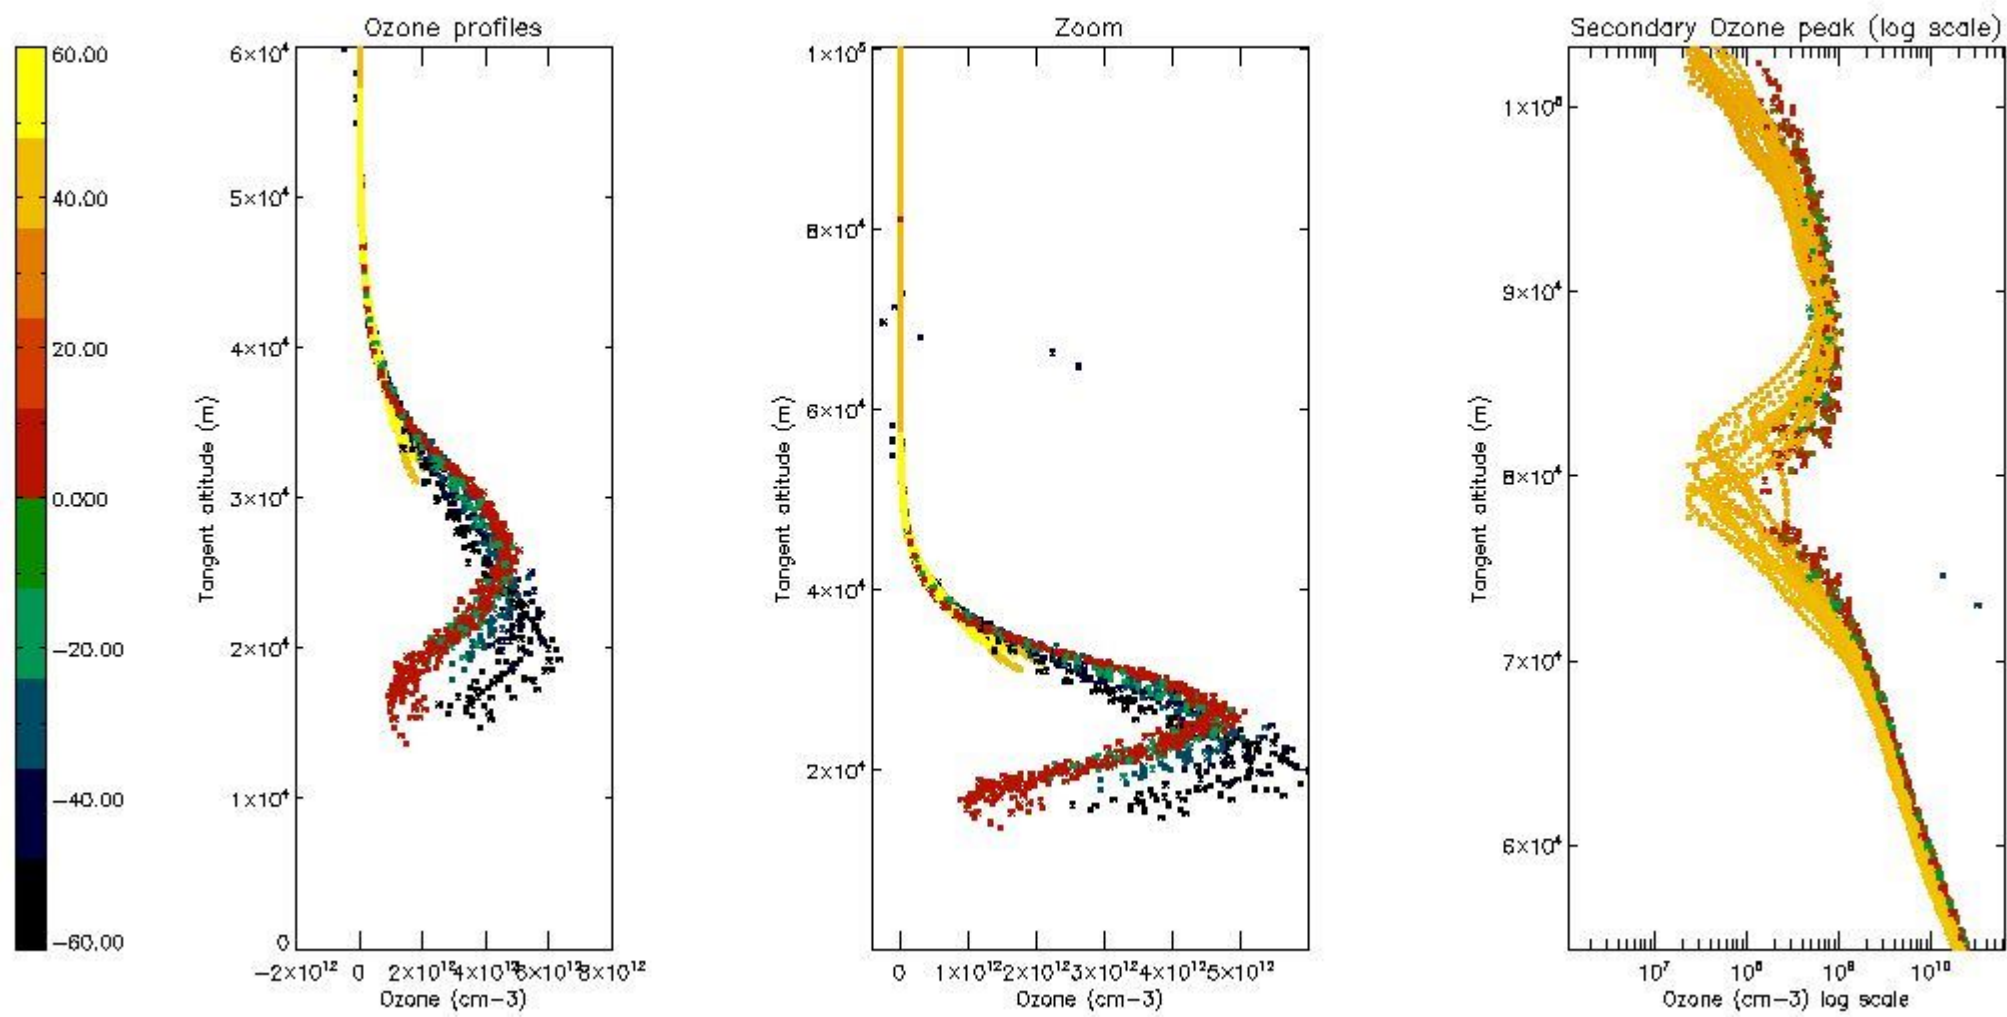 Ozone profiles
Zoom
Secondary Ozone peak (log scale)
60.00
40.00
20.00
0.000
-20.00
-40.00
-60.00
6×10⁴
5×10⁴
4×10⁴
3×10⁴
2×10⁴
1×10⁴
0
Tangent altitude (m)
-2×10¹² 0 2×10¹² 4×10¹² 6×10¹² 8×10¹²
Ozone (cm-3)
1×10⁵
8×10⁴
6×10⁴
4×10⁴
2×10⁴
Tangent altitude (m)
0 1×10¹² 2×10¹² 3×10¹² 4×10¹² 5×10¹²
Ozone (cm-3)
9×10⁴
8×10⁴
7×10⁴
6×10⁴
Tangent altitude (m)
10⁷ 10⁹ 10¹⁰
Ozone (cm-3) log scale